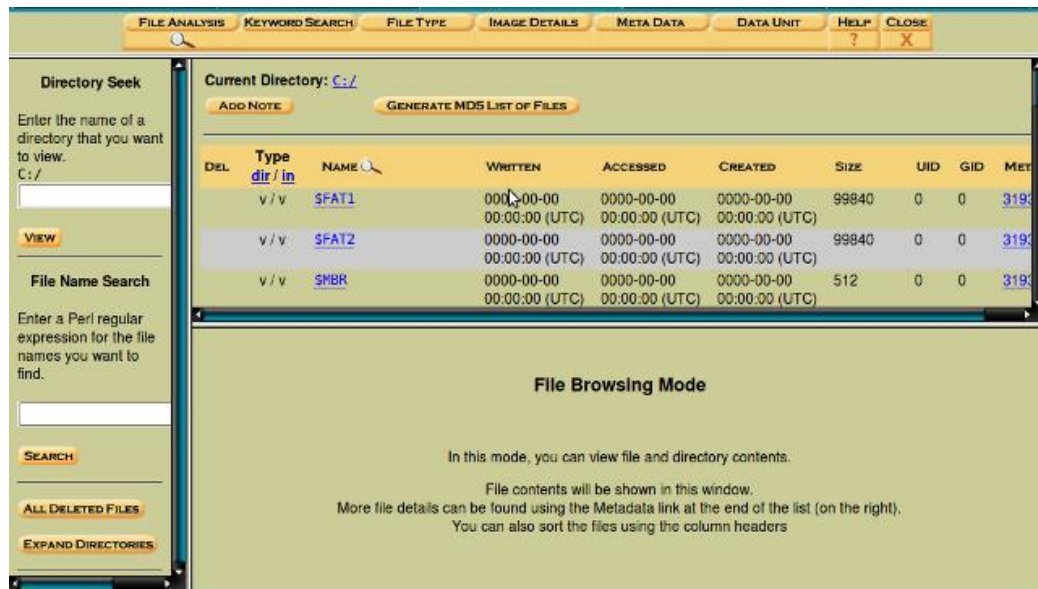 FILE ANALYSIS KEYWORD SEARCH FILE TYPE IMAGE DETAILS META DATA DATA UNIT HELP CLOSE
? X
Directory Seek
Enter the name of a
directory that you want
to view.
C:/
VIEW
File Name Search
Enter a Perl regular
expression for the file
names you want to
find.
SEARCH
ALL DELETED FILES
EXPAND DIRECTORIES
Current Directory: C:/
ADD NOTE GENERATE MD5 LIST OF FILES
DEL Type NAME WRITTEN ACCESSED CREATED SIZE UID GID MET
dir / in
v / v $FAT1 0000-00-00 0000-00-00 0000-00-00 99840 0 0 3193
00:00:00 (UTC) 00:00:00 (UTC) 00:00:00 (UTC)
v / v $FAT2 0000-00-00 0000-00-00 0000-00-00 99840 0 0 3193
00:00:00 (UTC) 00:00:00 (UTC) 00:00:00 (UTC)
v / v $MBR 0000-00-00 0000-00-00 0000-00-00 512 0 0 3193
00:00:00 (UTC) 00:00:00 (UTC) 00:00:00 (UTC)
File Browsing Mode
In this mode, you can view file and directory contents.
File contents will be shown in this window.
More file details can be found using the Metadata link at the end of the list (on the right).
You can also sort the files using the column headers